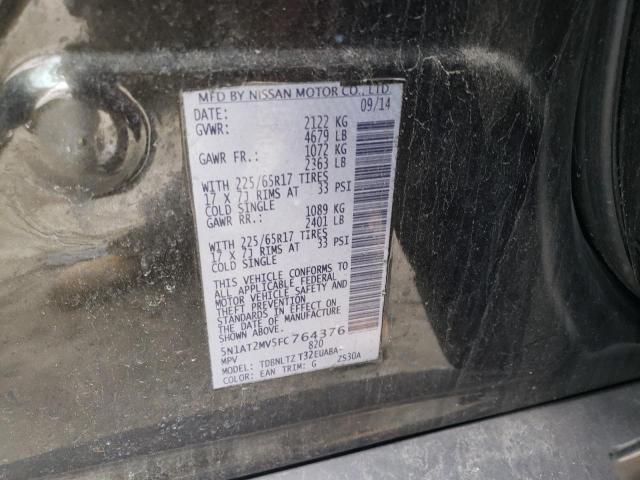 MFD BY NISSAN MOTOR CO., LTD.
DATE: 09/14
GVWR: 2122 KG
4679 LB
GAWR FR.: 1072 KG
2363 LB
WITH 225/65R17 TIRES
17 X 7J RIMS AT 33 PSI
COLD SINGLE
GAWR RR.: 1089 KG
2401 LB
WITH 225/65R17 TIRES
17 X 7J RIMS AT 33 PSI
COLD SINGLE
THIS VEHICLE CONFORMS TO
ALL APPLICABLE FEDERAL
MOTOR VEHICLE SAFETY AND
THEFT PREVENTION
STANDARDS IN EFFECT ON
THE DATE OF MANUFACTURE
SHOWN ABOVE.
5N1AT2MV5FC764376
MPV 820
MODEL: TDBNLTZ T32EUABA-
COLOR: EAN TRIM: G ZS30A